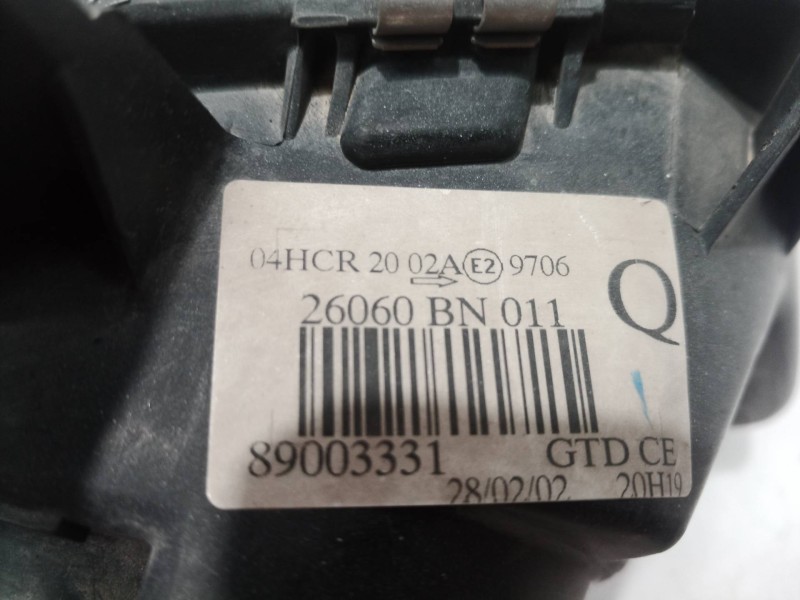 04HCR 20 02A E2 9706
26060 BN 011
Q
89003331 GTD CE
28/02/02 20H19